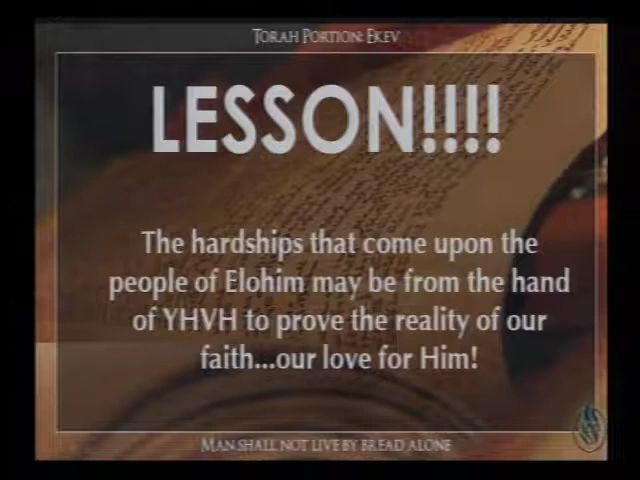 TORAH PORTION: EKEV
LESSON!!!!
The hardships that come upon the
people of Elohim may be from the hand
of YHVH to prove the reality of our
faith...our love for Him!
MAN SHALL NOT LIVE BY BREAD ALONE